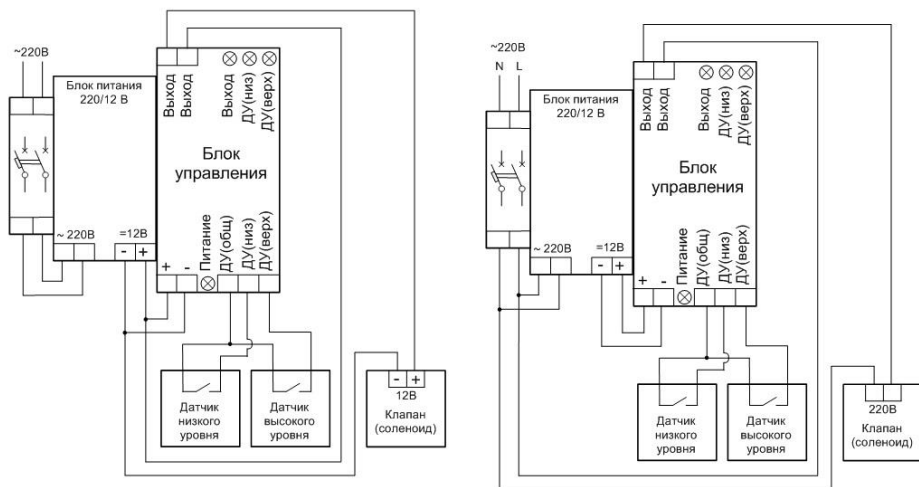 ~220В
Блок питания
220/12 В
Выход
Выход
Выход
ДУ(низ)
ДУ(верх)
Блок
управления
~ 220В
=12В
- +
+
-
Питание
ДУ(общ)
ДУ(низ)
ДУ(верх)
Датчик
низкого
уровня
Датчик
высокого
уровня
- +
12В
Клапан
(соленоид)
~220В
N L
Блок питания
220/12 В
Выход
Выход
Выход
ДУ(низ)
ДУ(верх)
Блок
управления
~ 220В
=12В
- +
+
-
Питание
ДУ(общ)
ДУ(низ)
ДУ(верх)
Датчик
низкого
уровня
Датчик
высокого
уровня
220В
Клапан
(соленоид)